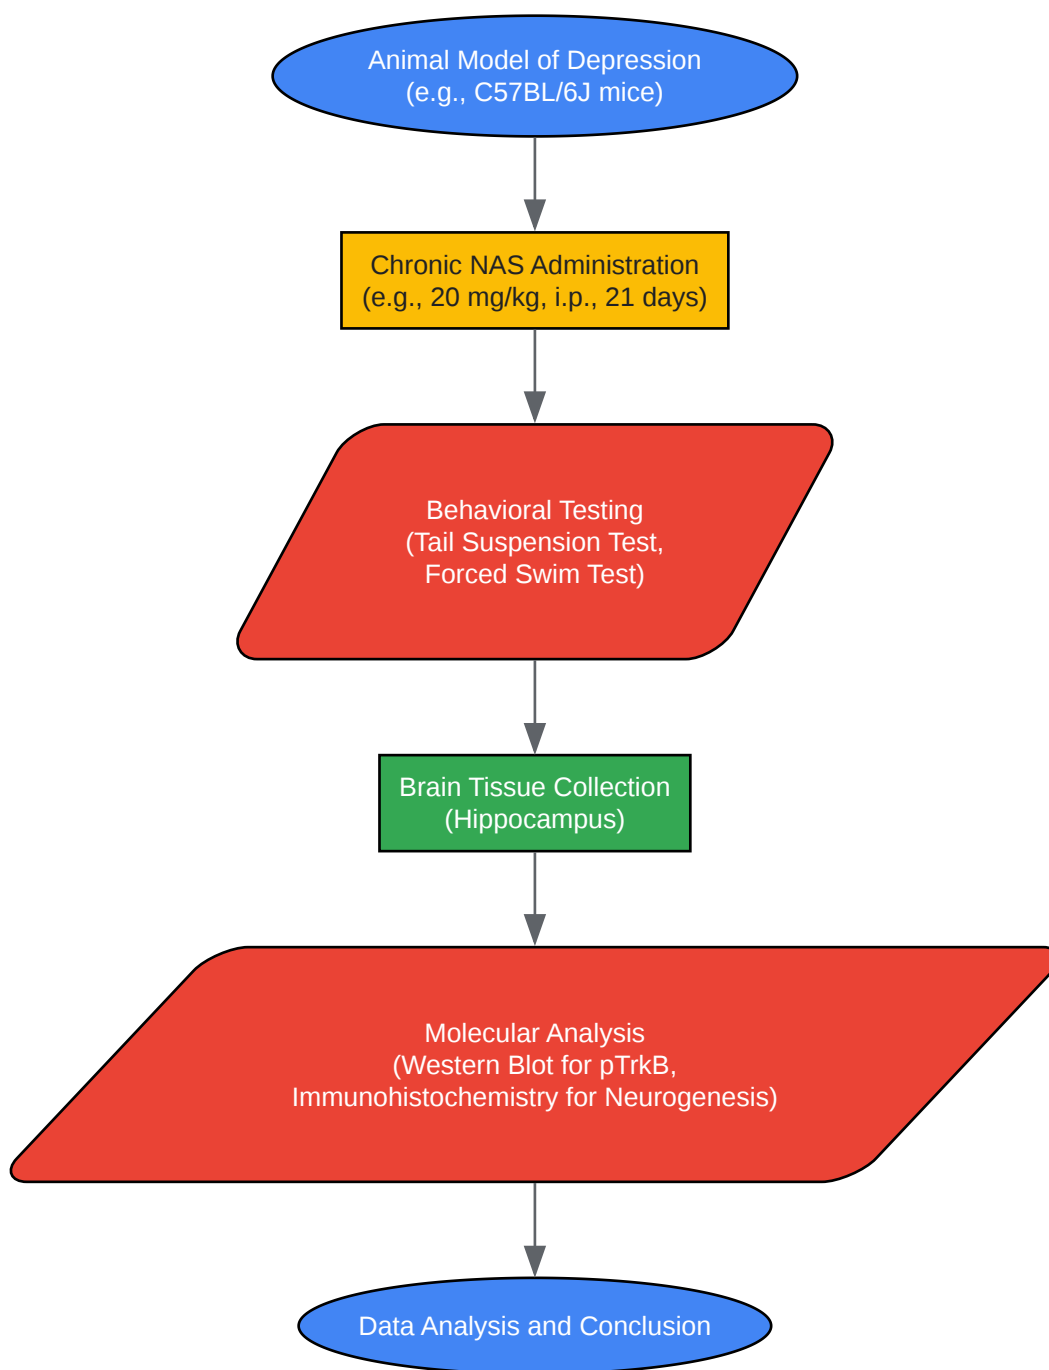 Animal Model of Depression
(e.g., C57BL/6J mice)
Chronic NAS Administration
(e.g., 20 mg/kg, i.p., 21 days)
Behavioral Testing
(Tail Suspension Test,
Forced Swim Test)
Brain Tissue Collection
(Hippocampus)
Molecular Analysis
(Western Blot for pTrkB,
Immunohistochemistry for Neurogenesis)
Data Analysis and Conclusion